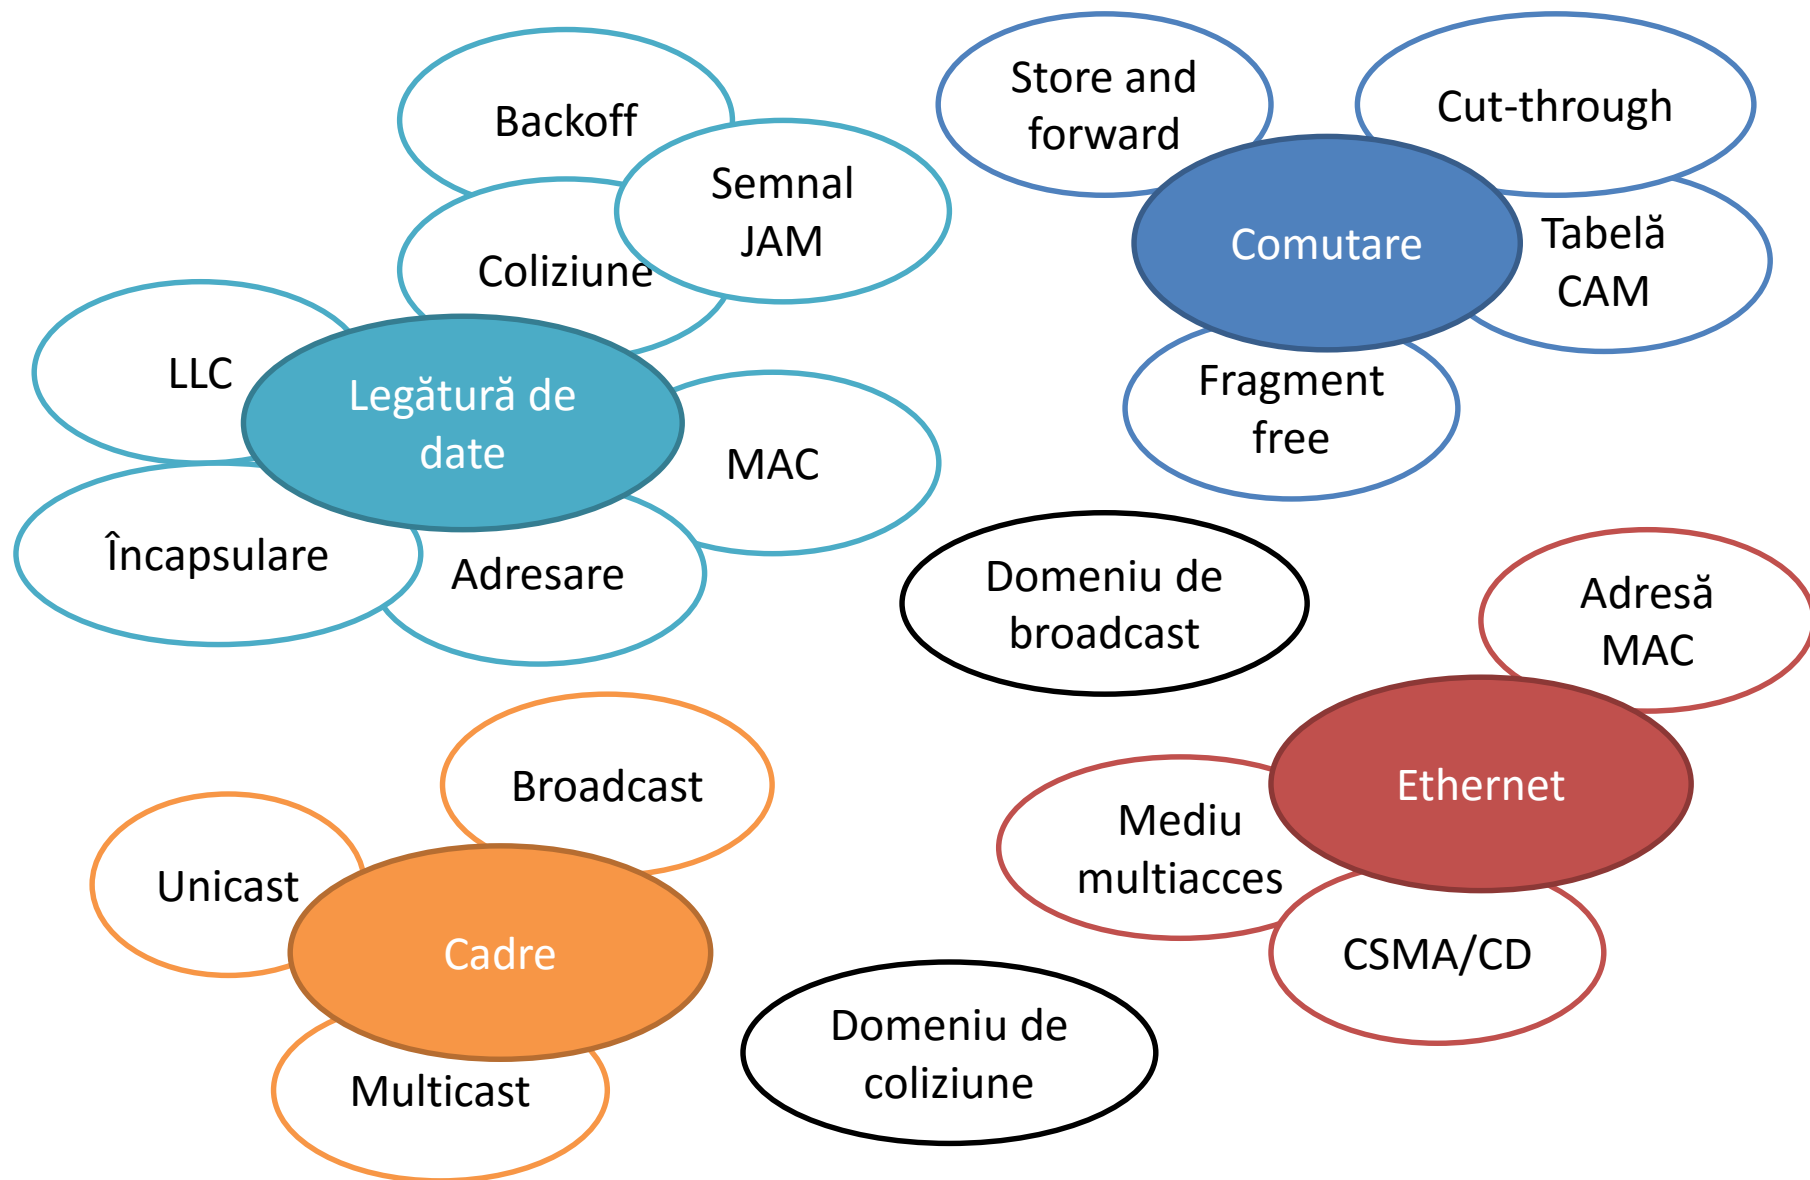 Backoff
Semnal
JAM
Coliziune
LLC
Legătură de
date
MAC
Încapsulare
Adresare
Store and
forward
Cut-through
Comutare
Tabelă
CAM
Fragment
free
Domeniu de
broadcast
Adresă
MAC
Ethernet
Mediu
multiacces
CSMA/CD
Broadcast
Unicast
Cadre
Multicast
Domeniu de
coliziune